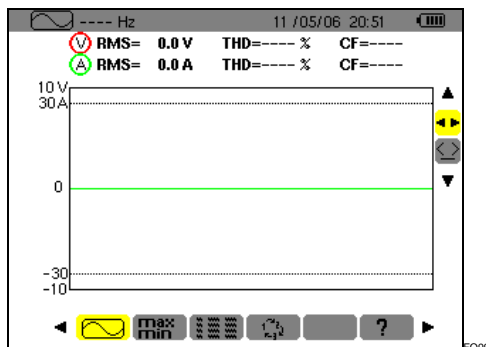 ---- Hz 11/05/06 20:51
V RMS= 0.0 V THD=---- % CF=----
A RMS= 0.0 A THD=---- % CF=----
10 V
30 A
0
-30
-10
max
min
?